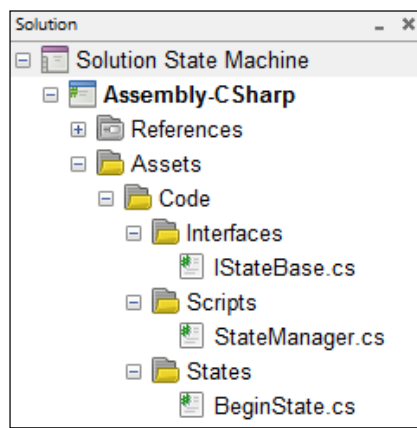 Solution
Solution State Machine
Assembly-CSharp
References
Assets
Code
Interfaces
IStateBase.cs
Scripts
StateManager.cs
States
BeginState.cs